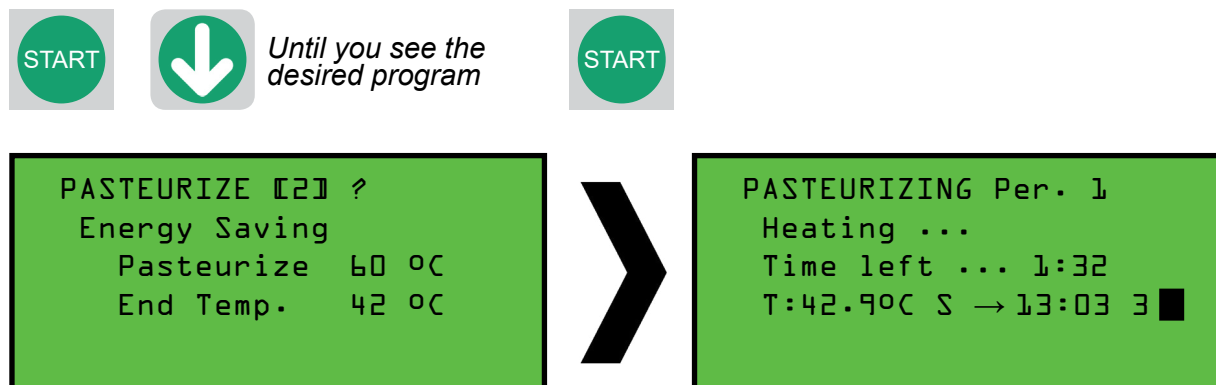 START
Until you see the
desired program
START
PASTEURIZE [2] ?
Energy Saving
Pasteurize 60 ºC
End Temp. 42 ºC
PASTEURIZING Per. 1
Heating ...
Time left ... 1:32
T:42.9ºC S →13:03 3